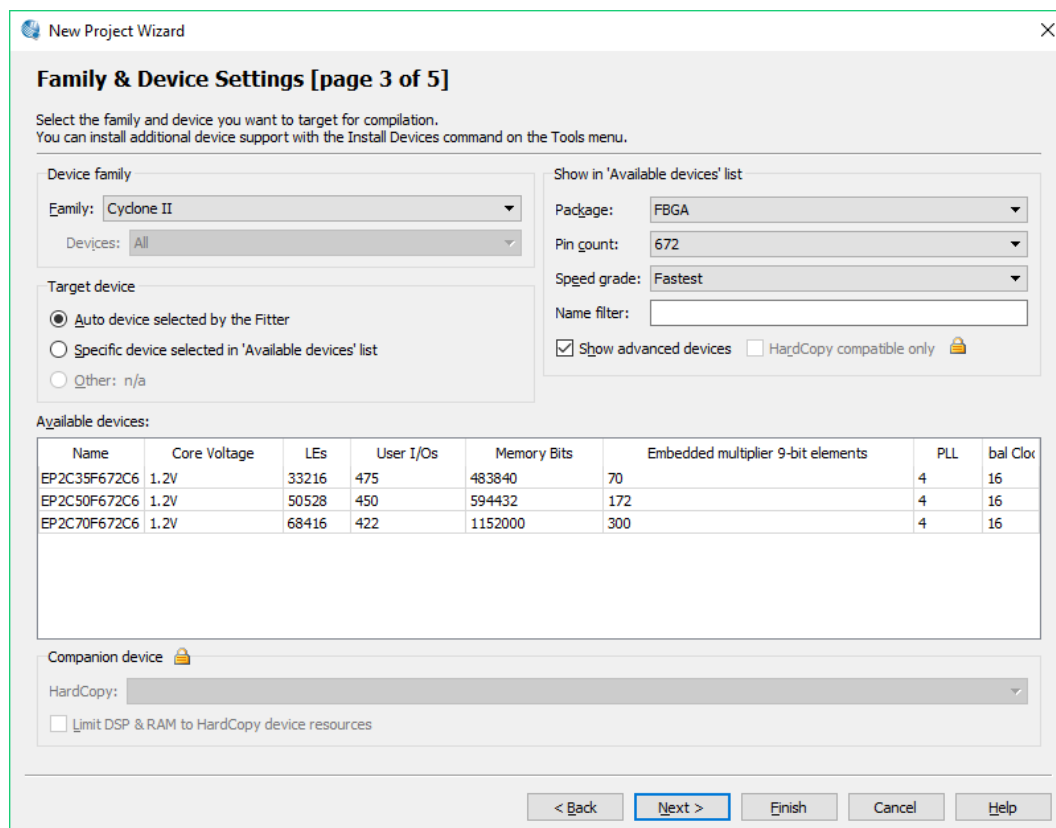 New Project Wizard
Family & Device Settings [page 3 of 5]
Select the family and device you want to target for compilation.
You can install additional device support with the Install Devices command on the Tools menu.
Device family
Family: Cyclone II
Devices: All
Target device
Auto device selected by the Fitter
Specific device selected in 'Available devices' list
Other: n/a
Show in 'Available devices' list
Package: FBGA
Pin count: 672
Speed grade: Fastest
Name filter:
Show advanced devices HardCopy compatible only
Available devices:
Name Core Voltage LEs User I/Os Memory Bits Embedded multiplier 9-bit elements PLL bal Cloc
EP2C35F672C6 1.2V 33216 475 483840 70 4 16
EP2C50F672C6 1.2V 50528 450 594432 172 4 16
EP2C70F672C6 1.2V 68416 422 1152000 300 4 16
Companion device
HardCopy:
Limit DSP & RAM to HardCopy device resources
< Back Next > Finish Cancel Help